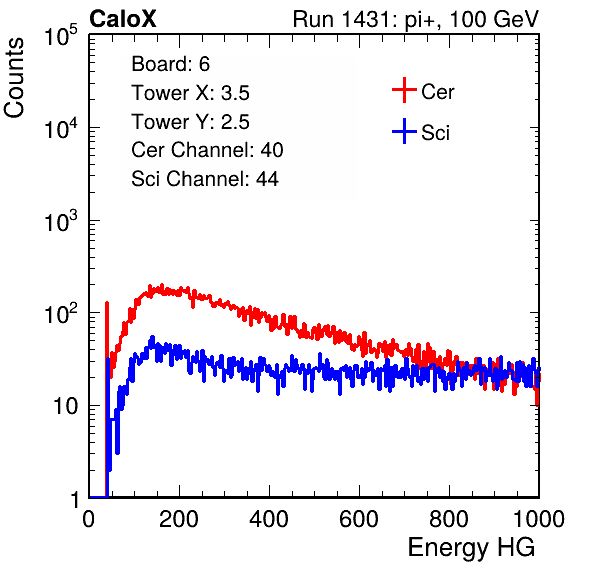 CaloX Run 1431: pi+, 100 GeV
Board: 6
Tower X: 3.5
Tower Y: 2.5
Cer Channel: 40
Sci Channel: 44
Cer
Sci
Counts
10^5
10^4
10^3
10^2
10
1
0 200 400 600 800 1000
Energy HG